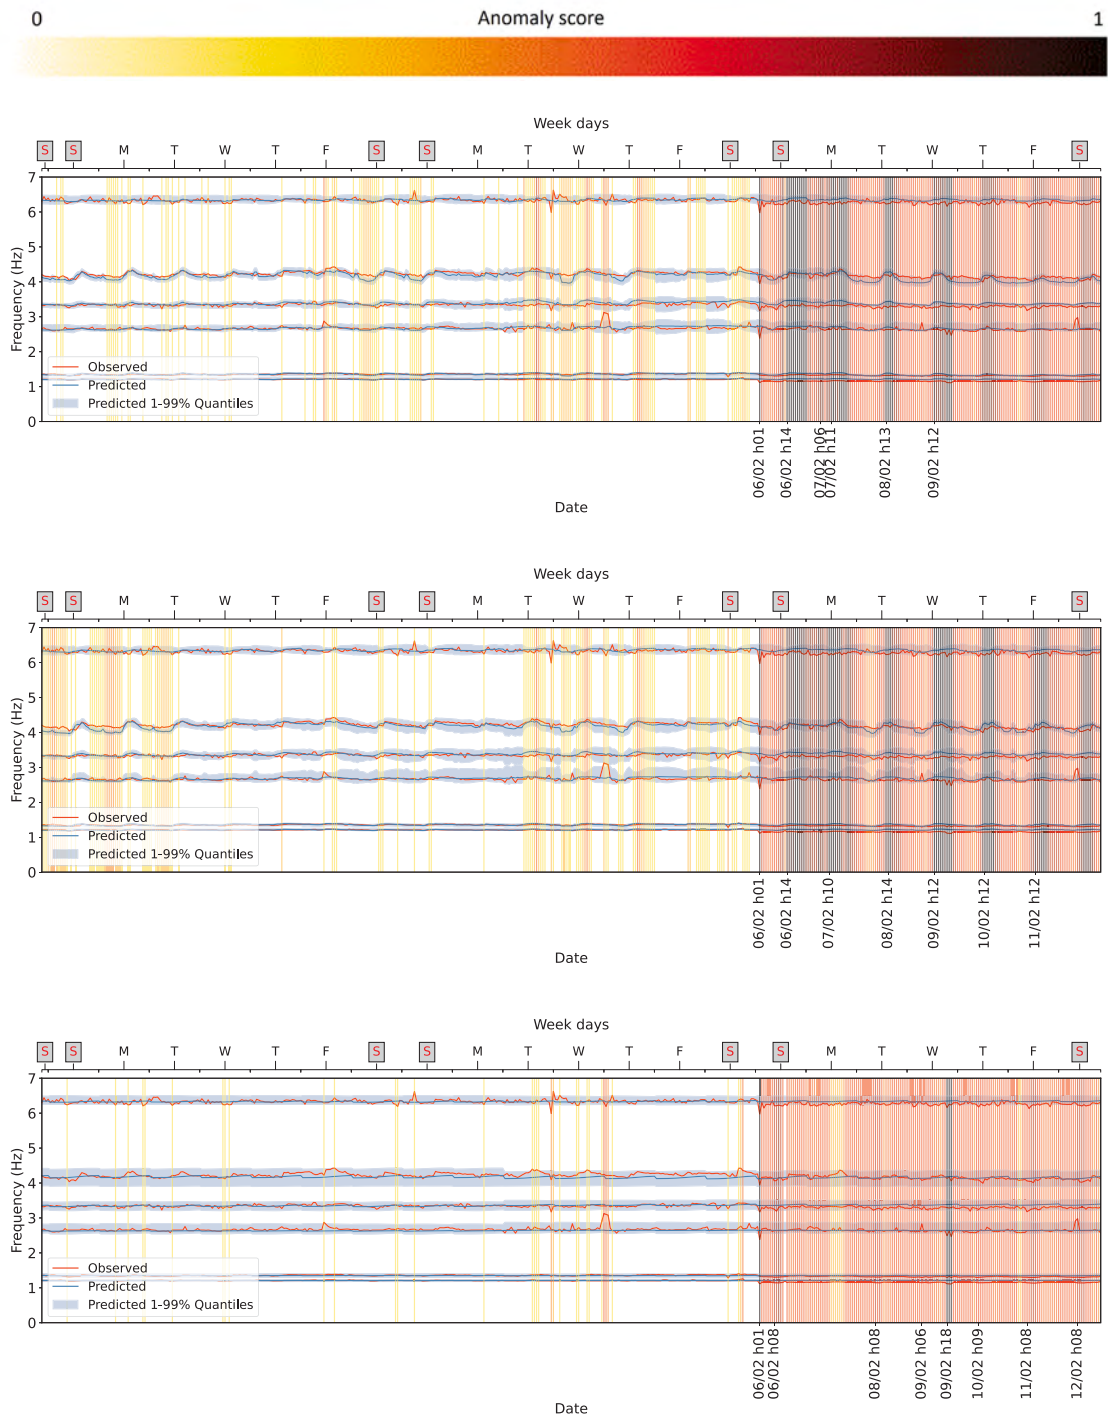 0 Anomaly score 1
Week days
S S M T W T F S S M T W T F S S M T W T F S
7
6
5
4
3
2
1
0
Frequency (Hz)
Observed
Predicted
Predicted 1-99% Quantiles
06/02 h01
06/02 h14
07/02 h06
07/02 h11
08/02 h13
09/02 h12
Date
Week days
S S M T W T F S S M T W T F S S M T W T F S
7
6
5
4
3
2
1
0
Frequency (Hz)
Observed
Predicted
Predicted 1-99% Quantiles
06/02 h01
06/02 h14
07/02 h10
08/02 h14
09/02 h12
10/02 h12
11/02 h12
Date
Week days
S S M T W T F S S M T W T F S S M T W T F S
7
6
5
4
3
2
1
0
Frequency (Hz)
Observed
Predicted
Predicted 1-99% Quantiles
06/02 h01
06/02 h08
08/02 h08
09/02 h06
09/02 h18
10/02 h09
11/02 h08
12/02 h08
Date